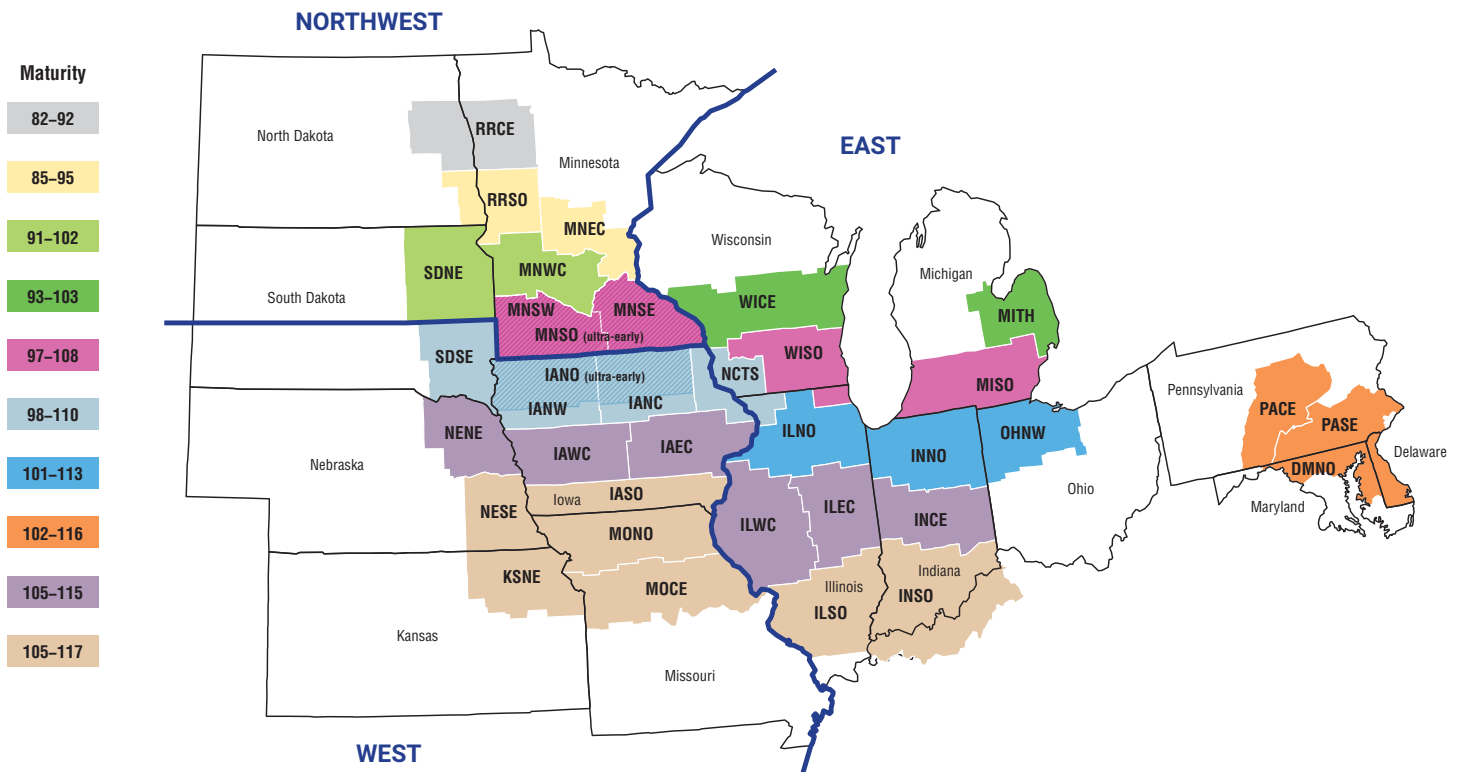 NORTHWEST
EAST
WEST
Maturity
82–92
85–95
91–102
93–103
97–108
98–110
101–113
102–116
105–115
105–117
North Dakota
RRCE
Minnesota
RRSO
MNEC
Wisconsin
South Dakota
SDNE
MNWC
Michigan
MNSW
MNSE
WICE
MITH
MNSO (ultra-early)
SDSE
WISO
IANO (ultra-early)
NCTS
MISO
Pennsylvania
IANW
IANC
PACE
PASE
NENE
IAWC
IAEC
ILNO
INNO
OHNW
Delaware
Nebraska
DMNO
Ohio
Maryland
Iowa
IASO
NESE
MONO
ILWC
ILEC
INCE
KSNE
MOCE
Illinois
ILSO
Indiana
INSO
Kansas
Missouri